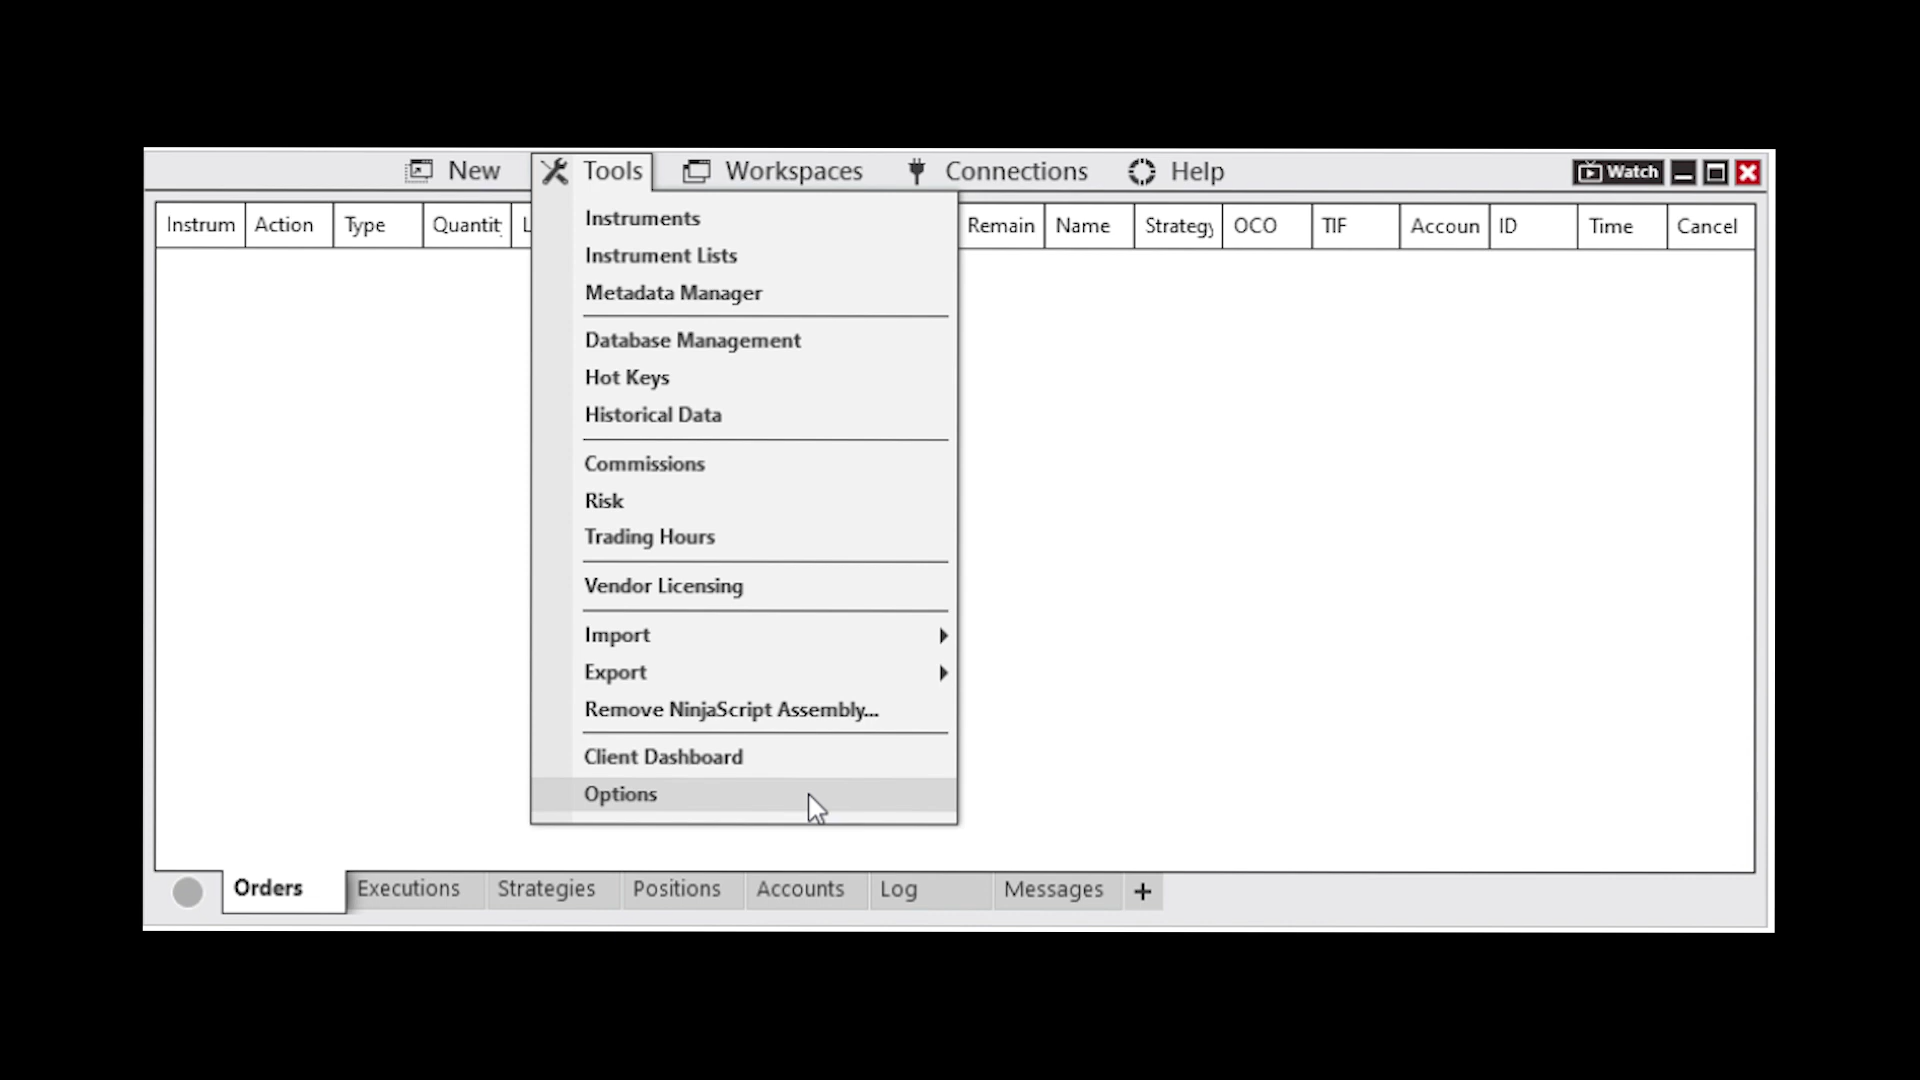 New Tools Workspaces Connections Help Watch
Instrum Action Type Quantit L Remain Name Strategy OCO TIF Accoun ID Time Cancel
Instruments
Instrument Lists
Metadata Manager
Database Management
Hot Keys
Historical Data
Commissions
Risk
Trading Hours
Vendor Licensing
Import
Export
Remove NinjaScript Assembly...
Client Dashboard
Options
Orders Executions Strategies Positions Accounts Log Messages +